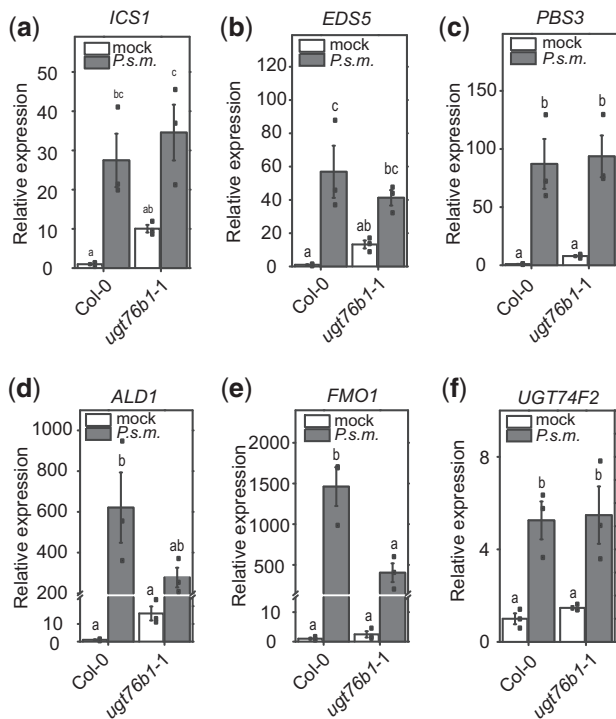 (a) ICS1
mock
P.s.m.
Relative expression
50
40
30
20
10
0
a
bc
ab
c
Col-0
ugt76b1-1
(b) EDS5
mock
P.s.m.
Relative expression
120
100
80
60
40
20
0
a
c
ab
bc
Col-0
ugt76b1-1
(c) PBS3
mock
P.s.m.
Relative expression
150
100
50
0
a
b
a
b
Col-0
ugt76b1-1
(d) ALD1
mock
P.s.m.
Relative expression
1000
800
600
400
200
10
0
a
b
a
ab
Col-0
ugt76b1-1
(e) FMO1
mock
P.s.m.
Relative expression
2000
1500
1000
500
10
0
a
b
a
a
Col-0
ugt76b1-1
(f) UGT74F2
mock
P.s.m.
Relative expression
8
4
0
a
b
a
b
Col-0
ugt76b1-1